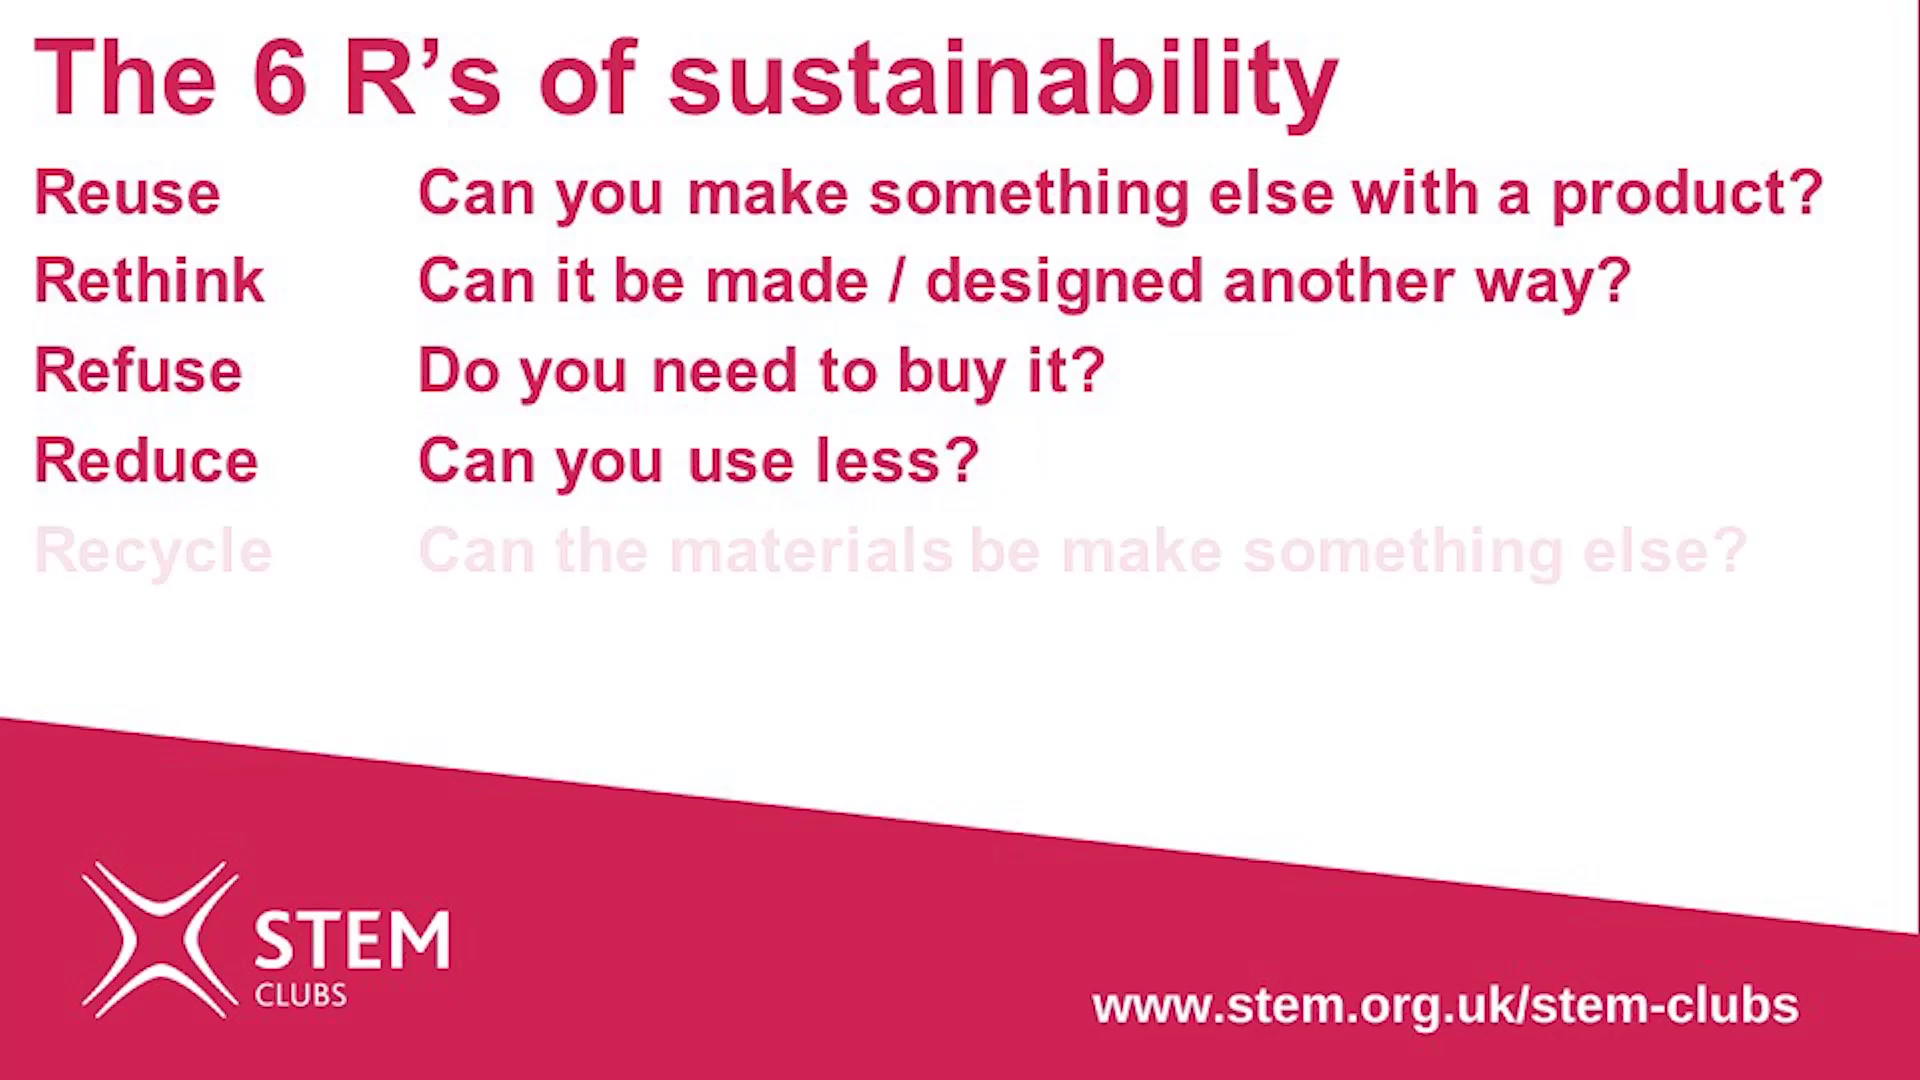 The 6 R’s of sustainability
Reuse Can you make something else with a product?
Rethink Can it be made / designed another way?
Refuse Do you need to buy it?
Reduce Can you use less?
Recycle Can the materials be make something else?
STEM
CLUBS
www.stem.org.uk/stem-clubs